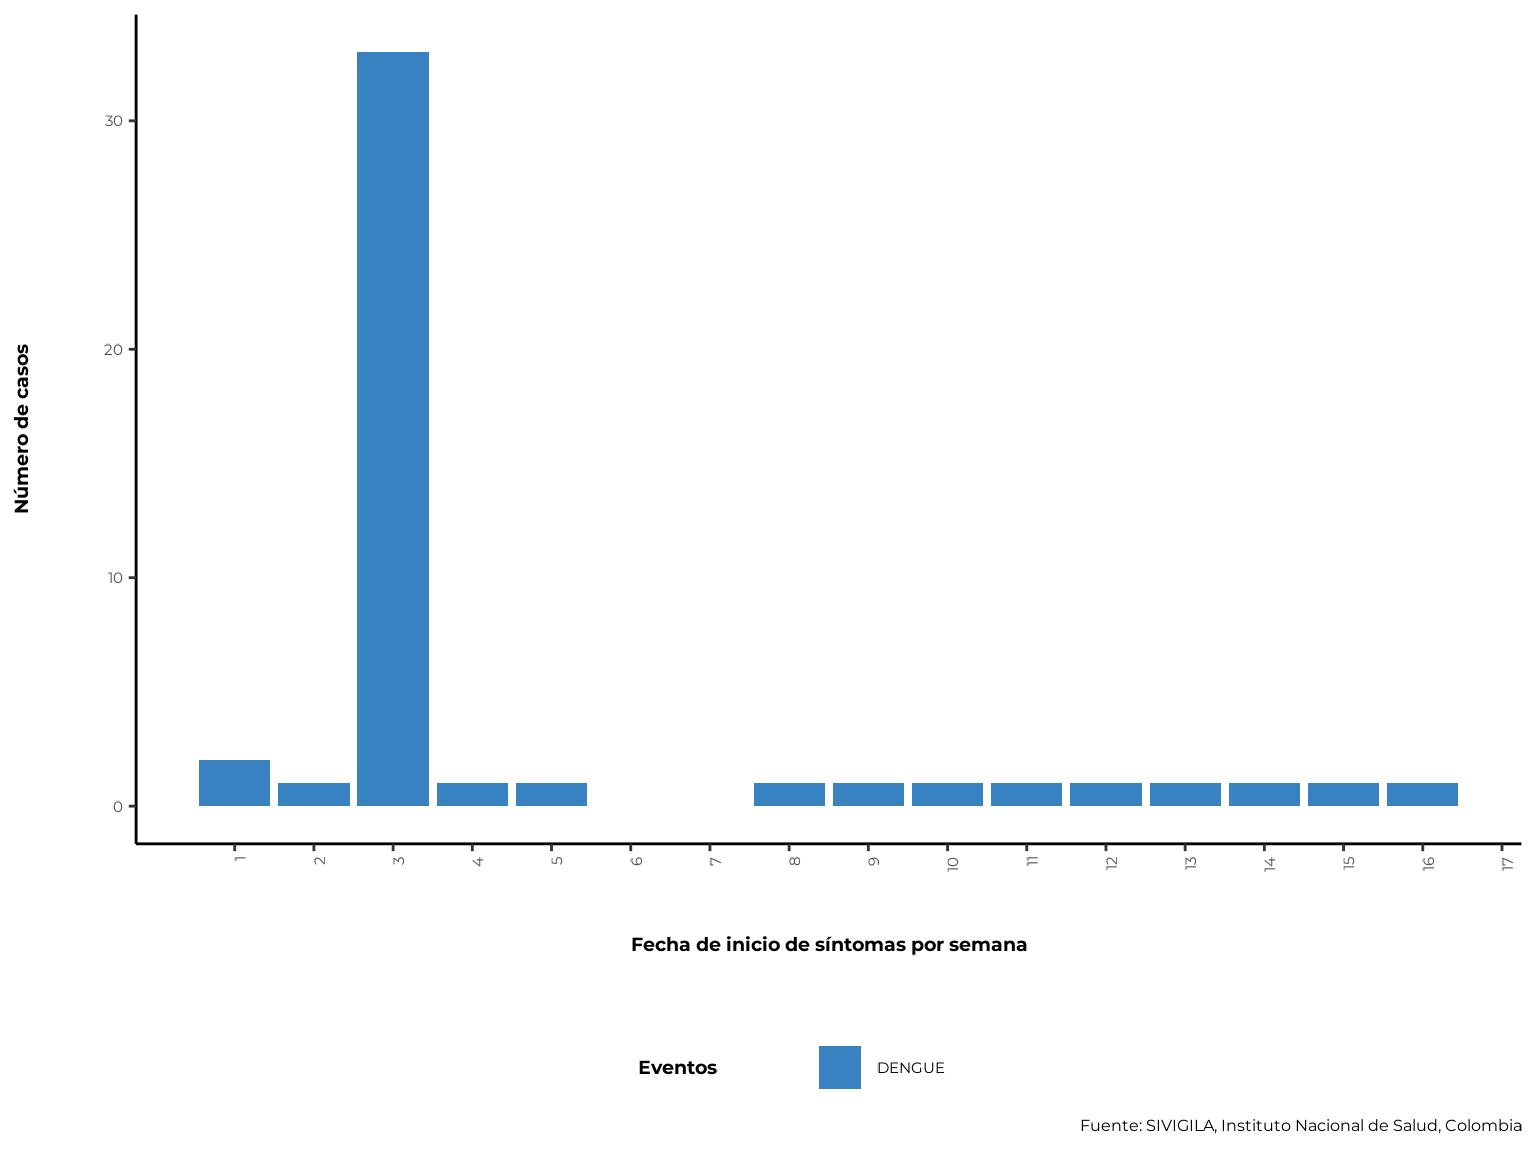 Número de casos
30
20
10
0
1 2 3 4 5 6 7 8 9 10 11 12 13 14 15 16 17
Fecha de inicio de síntomas por semana
Eventos DENGUE
Fuente: SIVIGILA, Instituto Nacional de Salud, Colombia